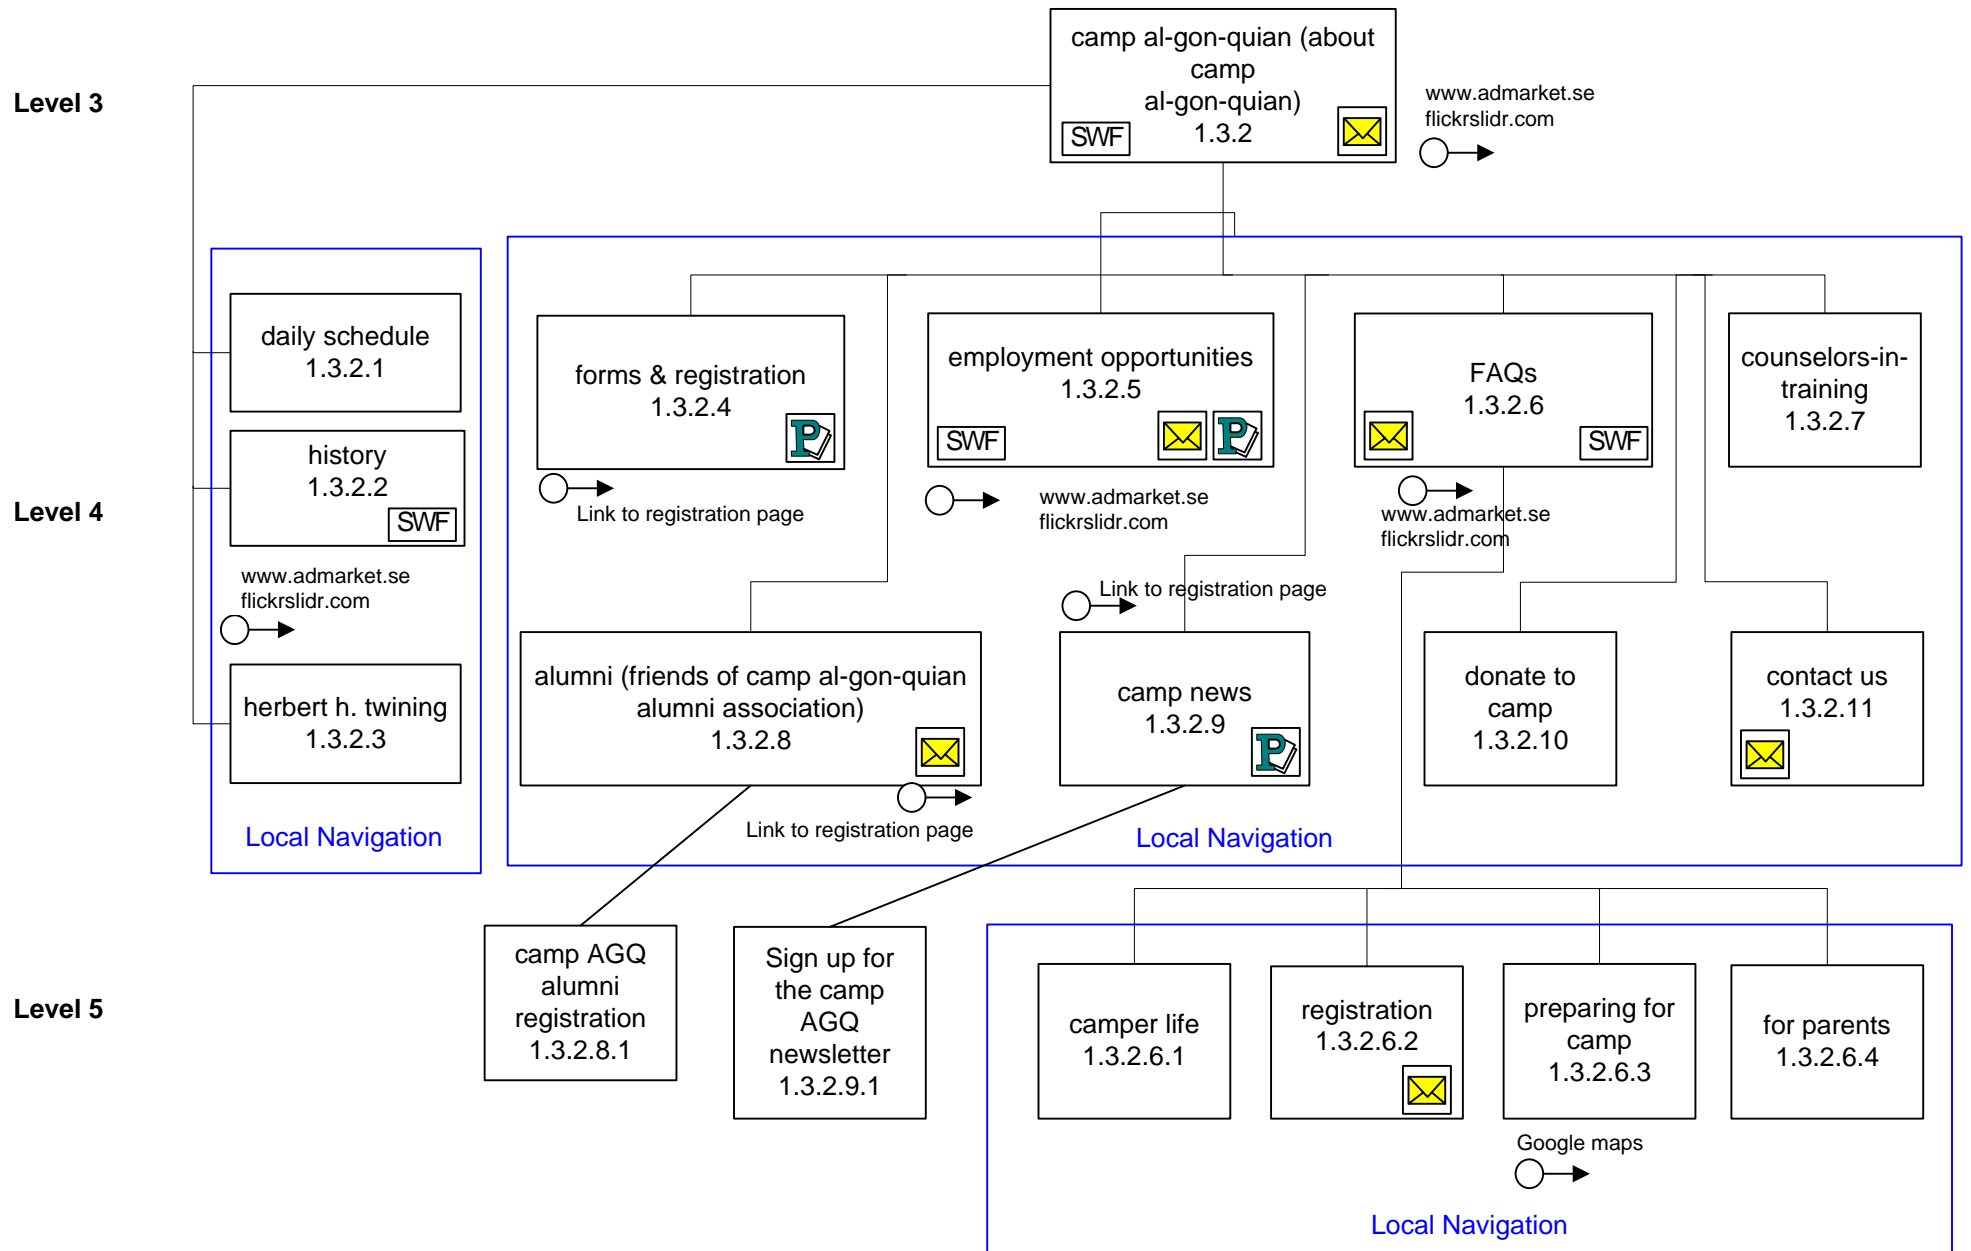 camp al-gon-quian (about
camp
al-gon-quian)
1.3.2
SWF
www.admarket.se
flickrslidr.com
Level 3
daily schedule
1.3.2.1
history
1.3.2.2
SWF
www.admarket.se
flickrslidr.com
herbert h. twining
1.3.2.3
Local Navigation
Level 4
forms & registration
1.3.2.4
P
Link to registration page
employment opportunities
1.3.2.5
SWF
P
www.admarket.se
flickrslidr.com
FAQs
1.3.2.6
SWF
www.admarket.se
flickrslidr.com
counselors-in-
training
1.3.2.7
alumni (friends of camp al-gon-quian
alumni association)
1.3.2.8
Link to registration page
Link to registration page
camp news
1.3.2.9
P
donate to
camp
1.3.2.10
contact us
1.3.2.11
Local Navigation
Level 5
camp AGQ
alumni
registration
1.3.2.8.1
Sign up for
the camp
AGQ
newsletter
1.3.2.9.1
camper life
1.3.2.6.1
registration
1.3.2.6.2
preparing for
camp
1.3.2.6.3
Google maps
for parents
1.3.2.6.4
Local Navigation